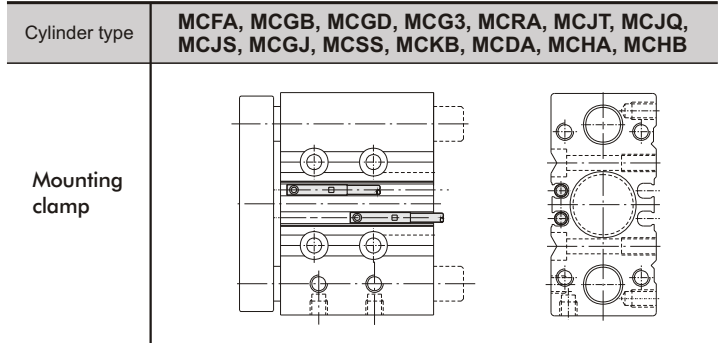 Cylinder type
MCFA, MCGB, MCGD, MCG3, MCRA, MCJT, MCJQ,
MCJS, MCGJ, MCSS, MCKB, MCDA, MCHA, MCHB
Mounting
clamp